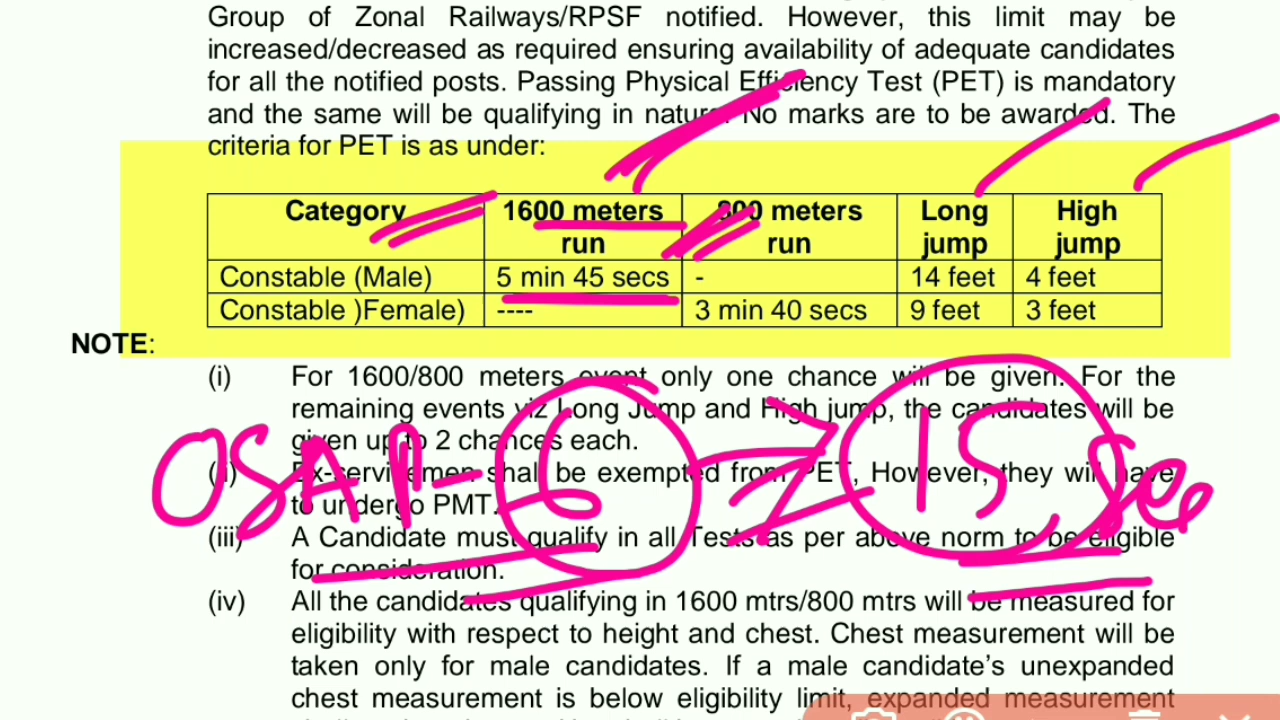 Group of Zonal Railways/RPSF notified. However, this limit may be
increased/decreased as required ensuring availability of adequate candidates
for all the notified posts. Passing Physical Efficiency Test (PET) is mandatory
and the same will be qualifying in nature. No marks are to be awarded. The
criteria for PET is as under:
Category 1600 meters run 800 meters run Long jump High jump
Constable (Male) 5 min 45 secs - 14 feet 4 feet
Constable )Female) ---- 3 min 40 secs 9 feet 3 feet
NOTE:
(i) For 1600/800 meters event only one chance will be given. For the
remaining events viz Long Jump and High jump, the candidates will be
given up to 2 chances each.
OSAP- 6 15 Sec
(ii) Ex-servicemen shall be exempted from PET, However, they will have
to undergo PMT.
(iii) A Candidate must qualify in all Tests as per above norm to be eligible
for consideration.
(iv) All the candidates qualifying in 1600 mtrs/800 mtrs will be measured for
eligibility with respect to height and chest. Chest measurement will be
taken only for male candidates. If a male candidate's unexpanded
chest measurement is below eligibility limit, expanded measurement